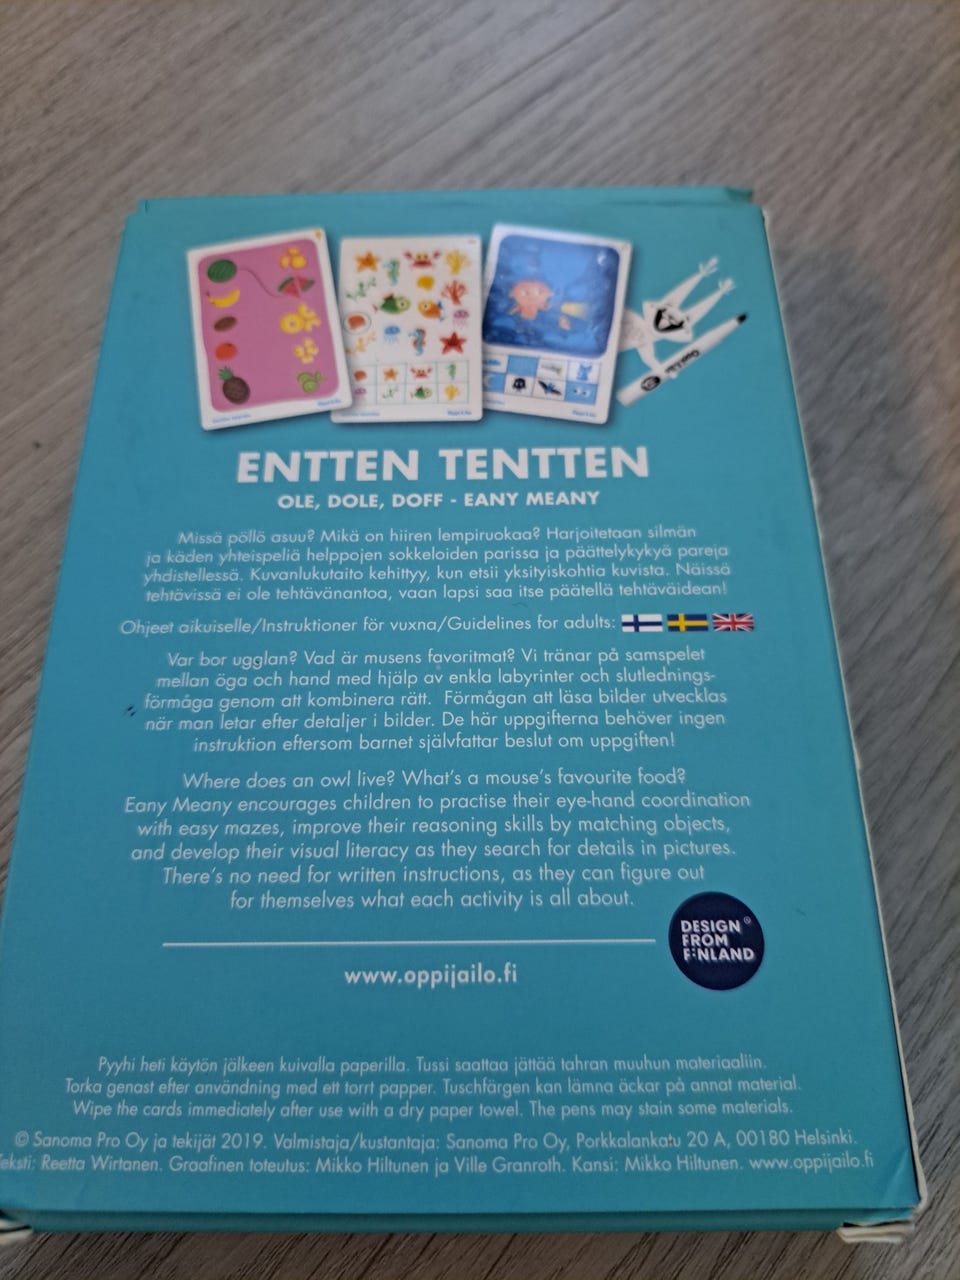 ENTTEN TENTTEN
OLE, DOLE, DOFF - EANY MEANY
Missä pöllö asuu? Mikä on hiiren lempiruokaa? Harjoitetaan silmän
ja käden yhteispeliä helppojen sokkeloiden parissa ja päättelykykyä pareja
yhdistellessä. Kuvanlukutaito kehittyy, kun etsii yksityiskohtia kuvista. Näissä
tehtävissä ei ole tehtävänantoa, vaan lapsi saa itse päätellä tehtäväidean!
Ohjeet aikuiselle/Instruktioner för vuxna/Guidelines for adults:
Var bor ugglan? Vad är musens favoritmat? Vi tränar på samspelet
mellan öga och hand med hjälp av enkla labyrinter och slutlednings-
förmåga genom att kombinera rätt. Förmågan att läsa bilder utvecklas
när man letar efter detaljer i bilder. De här uppgifterna behöver ingen
instruktion eftersom barnet självfattar beslut om uppgiften!
Where does an owl live? What's a mouse's favourite food?
Eany Meany encourages children to practise their eye-hand coordination
with easy mazes, improve their reasoning skills by matching objects,
and develop their visual literacy as they search for details in pictures.
There's no need for written instructions, as they can figure out
for themselves what each activity is all about.
DESIGN®
FROM
FINLAND
www.oppijailo.fi
Pyyhi heti käytön jälkeen kuivalla paperilla. Tussi saattaa jättää tahran muuhun materiaaliin.
Torka genast efter användning med ett torrt papper. Tuschfärgen kan lämna äckar på annat material.
Wipe the cards immediately after use with a dry paper towel. The pens may stain some materials.
© Sanoma Pro Oy ja tekijät 2019. Valmistaja/kustantaja: Sanoma Pro Oy, Porkkalankatu 20 A, 00180 Helsinki.
eksti: Reetta Wirtanen. Graafinen toteutus: Mikko Hiltunen ja Ville Granroth. Kansi: Mikko Hiltunen. www.oppijailo.fi